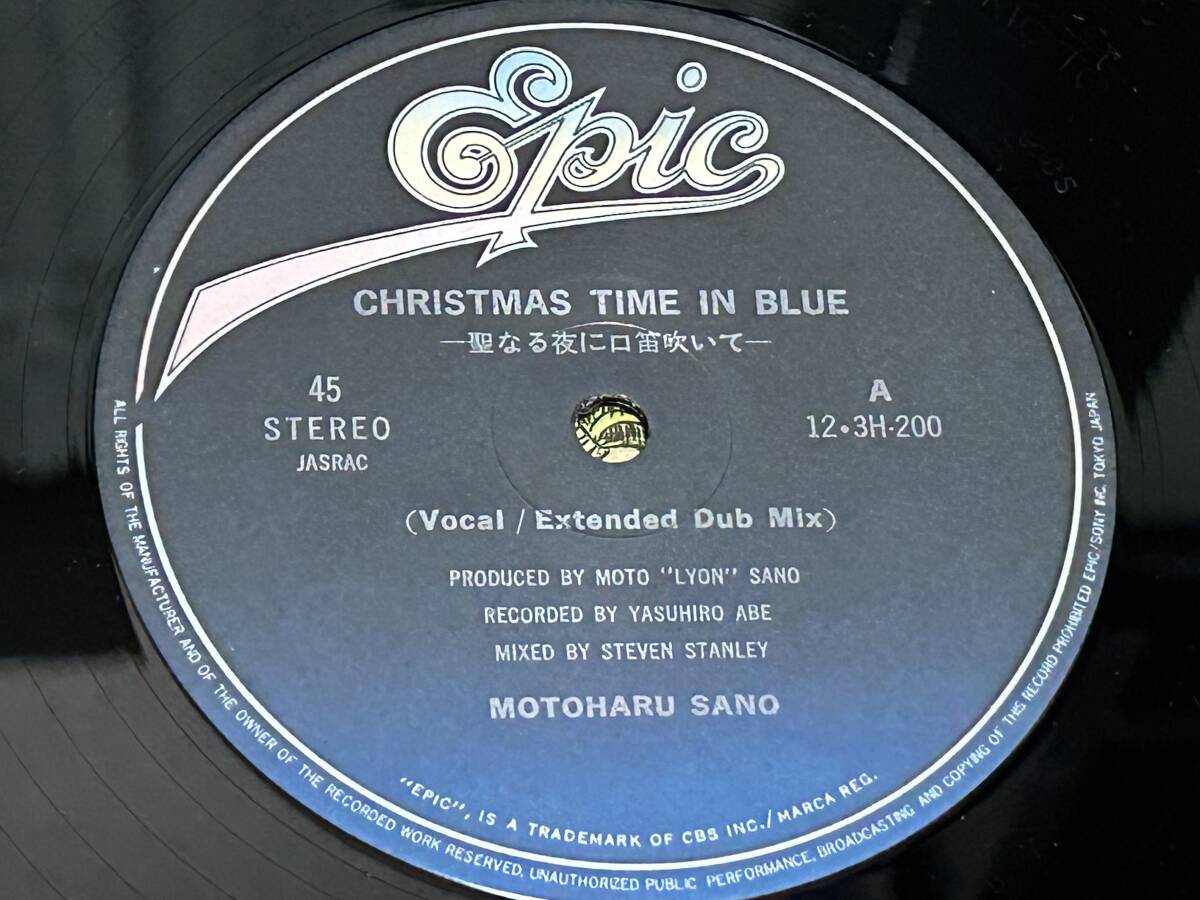 Epic
CHRISTMAS TIME IN BLUE
―聖なる夜に口笛吹いて―
45
STEREO
JASRAC
A
12・3H-200
(Vocal / Extended Dub Mix)
PRODUCED BY MOTO "LYON" SANO
RECORDED BY YASUHIRO ABE
MIXED BY STEVEN STANLEY
MOTOHARU SANO
"EPIC", IS A TRADEMARK OF CBS INC./MARCA REG.
ALL RIGHTS OF THE MANUFACTURER AND OF THE OWNER OF THE RECORDED WORK RESERVED, UNAUTHORIZED PUBLIC PERFORMANCE, BROADCASTING AND COPYING OF THIS RECORD PROHIBITED EPIC/SONY INC. TOKYO JAPAN